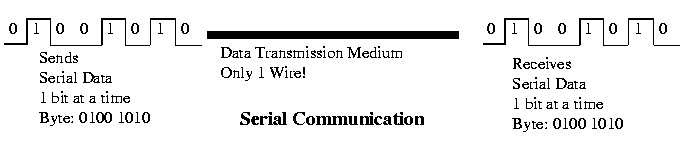 0 1 0 0 1 0 1 0
0 1 0 0 1 0 1 0
Sends
Serial Data
1 bit at a time
Byte: 0100 1010
Data Transmission Medium
Only 1 Wire!
Receives
Serial Data
1 bit at a time
Byte: 0100 1010
Serial Communication